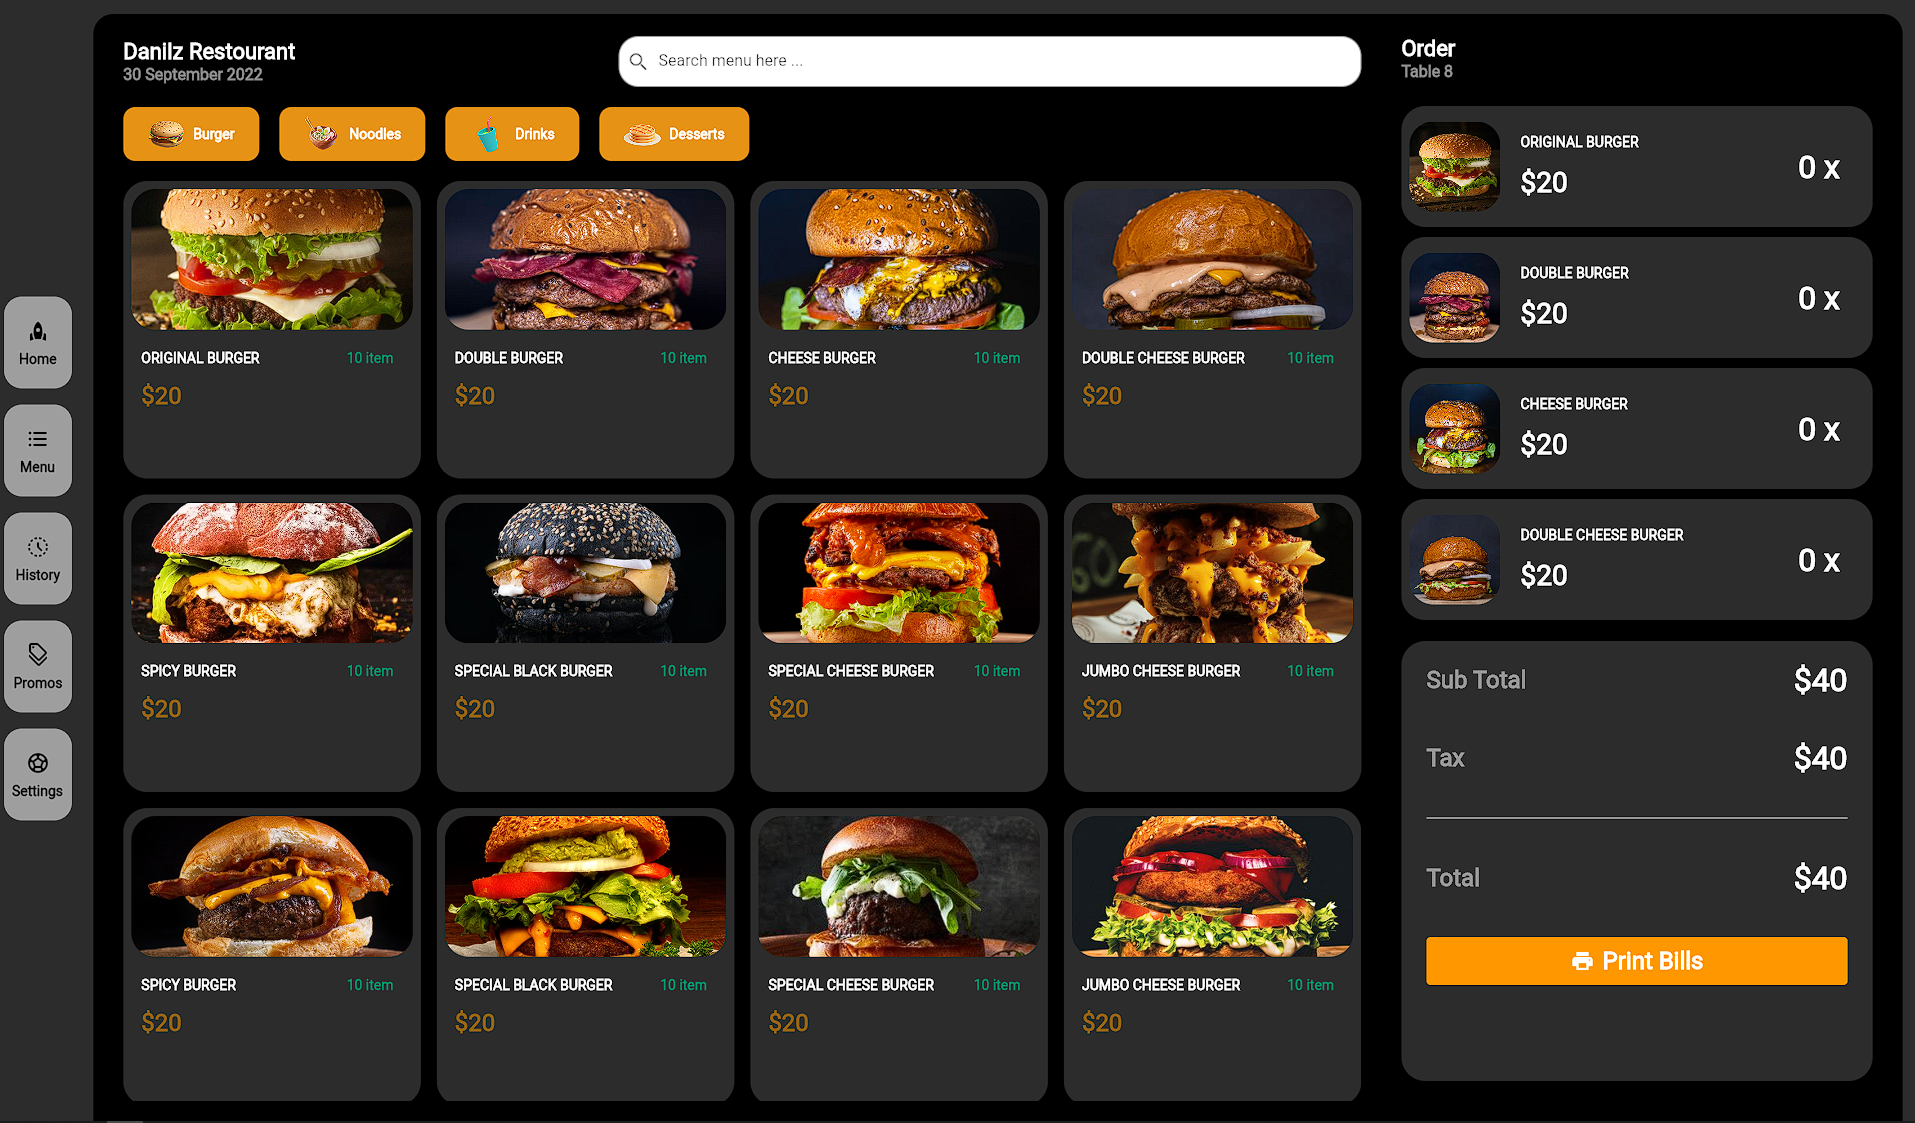 Danilz Restourant
30 September 2022
Search menu here ...
Burger
Noodles
Drinks
Desserts
Home
Menu
History
Promos
Settings
ORIGINAL BURGER 10 item
$20
DOUBLE BURGER 10 item
$20
CHEESE BURGER 10 item
$20
DOUBLE CHEESE BURGER 10 item
$20
SPICY BURGER 10 item
$20
SPECIAL BLACK BURGER 10 item
$20
SPECIAL CHEESE BURGER 10 item
$20
JUMBO CHEESE BURGER 10 item
$20
SPICY BURGER 10 item
$20
SPECIAL BLACK BURGER 10 item
$20
SPECIAL CHEESE BURGER 10 item
$20
JUMBO CHEESE BURGER 10 item
$20
Order
Table 8
ORIGINAL BURGER
$20
0 x
DOUBLE BURGER
$20
0 x
CHEESE BURGER
$20
0 x
DOUBLE CHEESE BURGER
$20
0 x
Sub Total $40
Tax $40
Total $40
Print Bills